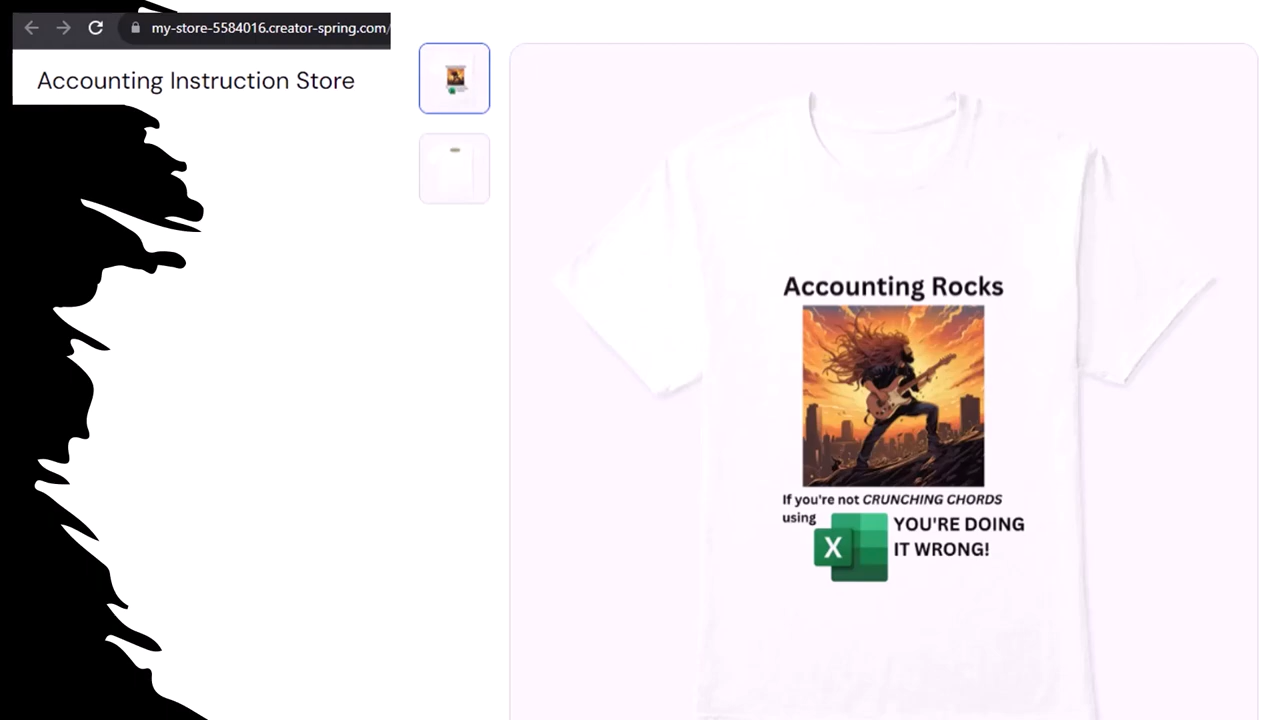 my-store-5584016.creator-spring.com/
Accounting Instruction Store
Accounting Rocks
If you're not CRUNCHING CHORDS
using
X
YOU'RE DOING
IT WRONG!